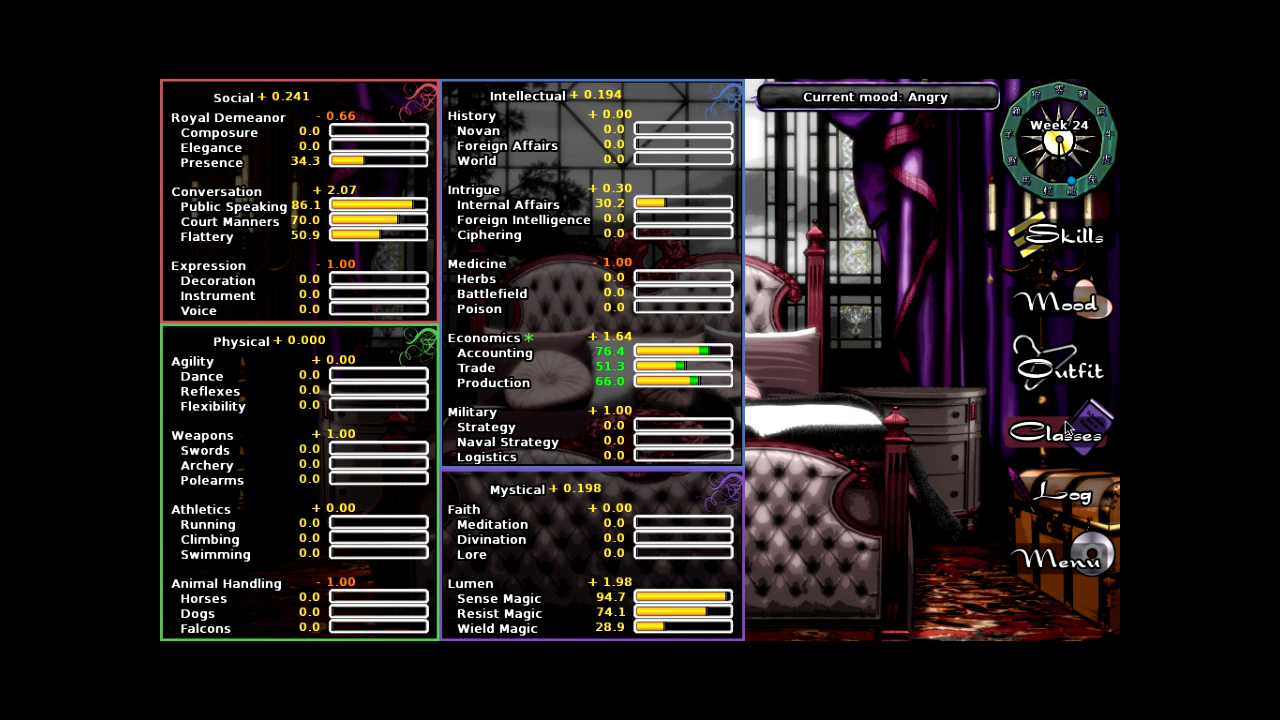 Social + 0.241
Royal Demeanor - 0.66
Composure 0.0
Elegance 0.0
Presence 34.3
Conversation + 2.07
Public Speaking 86.1
Court Manners 70.0
Flattery 50.9
Expression - 1.00
Decoration 0.0
Instrument 0.0
Voice 0.0
Physical + 0.000
Agility + 0.00
Dance 0.0
Reflexes 0.0
Flexibility 0.0
Weapons + 1.00
Swords 0.0
Archery 0.0
Polearms 0.0
Athletics + 0.00
Running 0.0
Climbing 0.0
Swimming 0.0
Animal Handling - 1.00
Horses 0.0
Dogs 0.0
Falcons 0.0
Intellectual + 0.194
History + 0.00
Novan 0.0
Foreign Affairs 0.0
World 0.0
Intrigue + 0.30
Internal Affairs 30.2
Foreign Intelligence 0.0
Ciphering 0.0
Medicine - 1.00
Herbs 0.0
Battlefield 0.0
Poison 0.0
Economics * + 1.64
Accounting 76.4
Trade 51.3
Production 66.0
Military + 1.00
Strategy 0.0
Naval Strategy 0.0
Logistics 0.0
Mystical + 0.198
Faith + 0.00
Meditation 0.0
Divination 0.0
Lore 0.0
Lumen + 1.98
Sense Magic 94.7
Resist Magic 74.1
Wield Magic 28.9
Current mood: Angry
Week 24
Skills
Mood
Outfit
Classes
Log
Menu